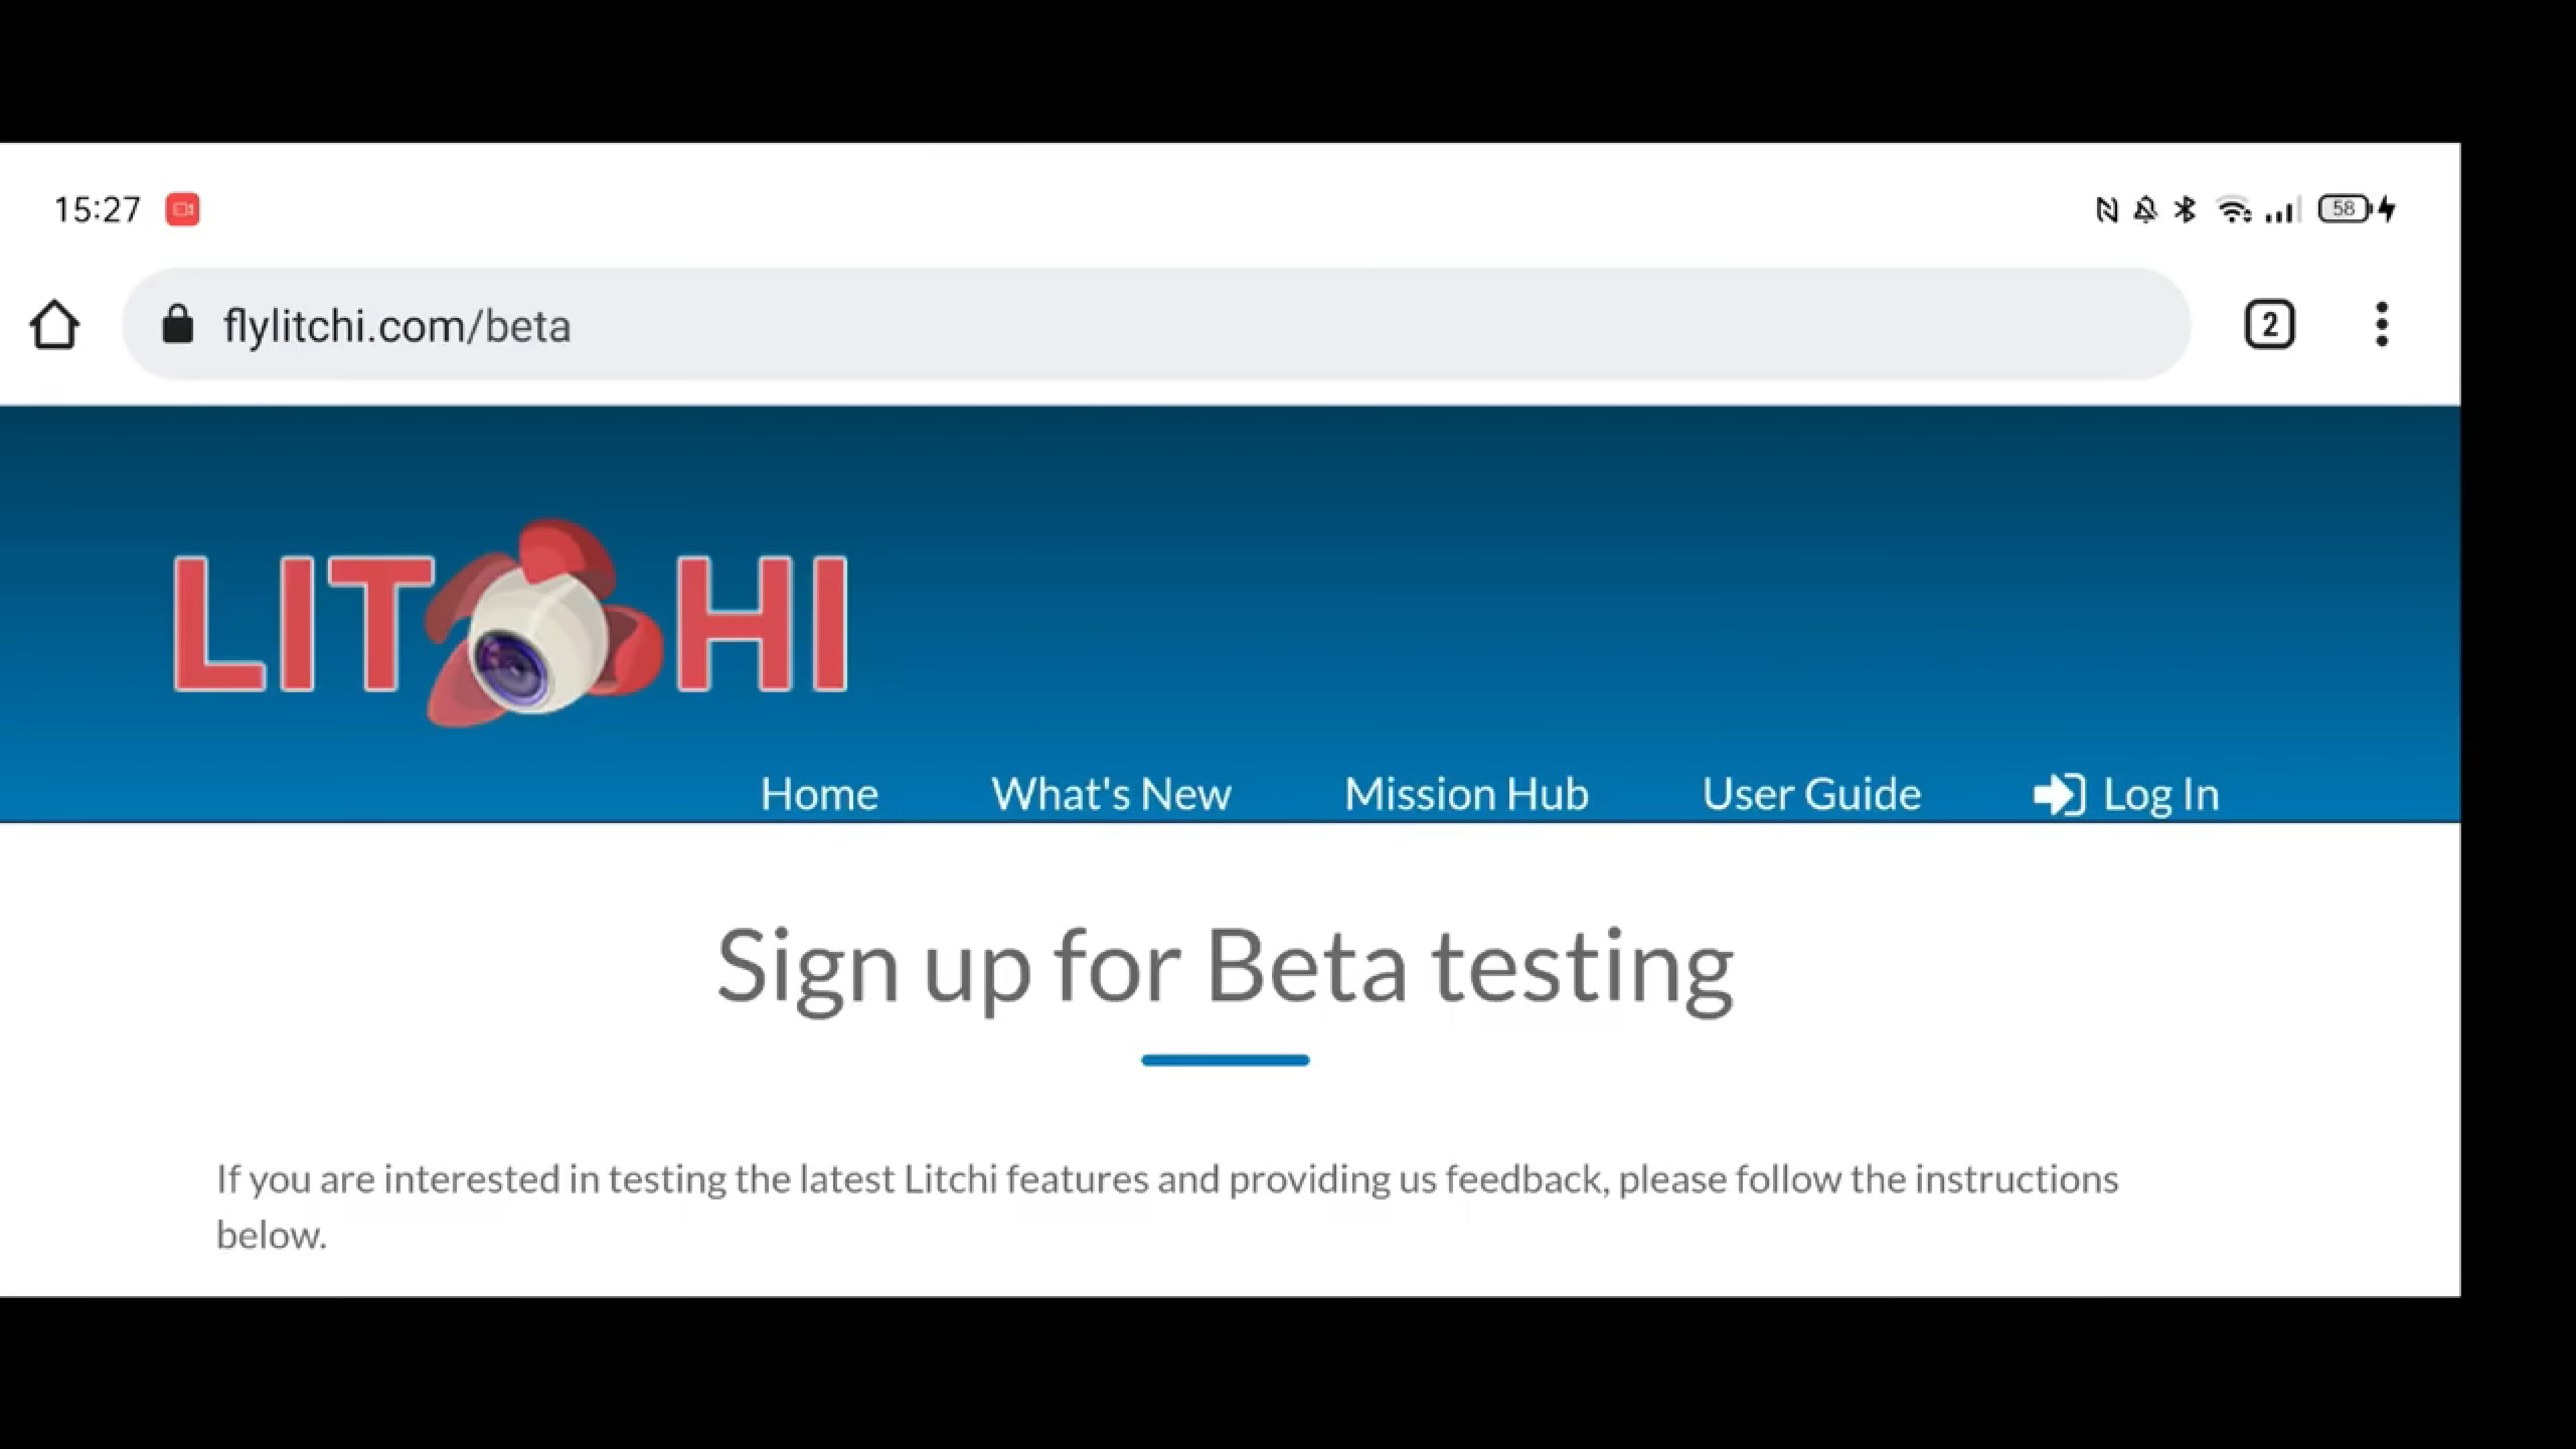 15:27
58
flylitchi.com/beta
2
LITCHI
Home What's New Mission Hub User Guide Log In
Sign up for Beta testing
If you are interested in testing the latest Litchi features and providing us feedback, please follow the instructions
below.